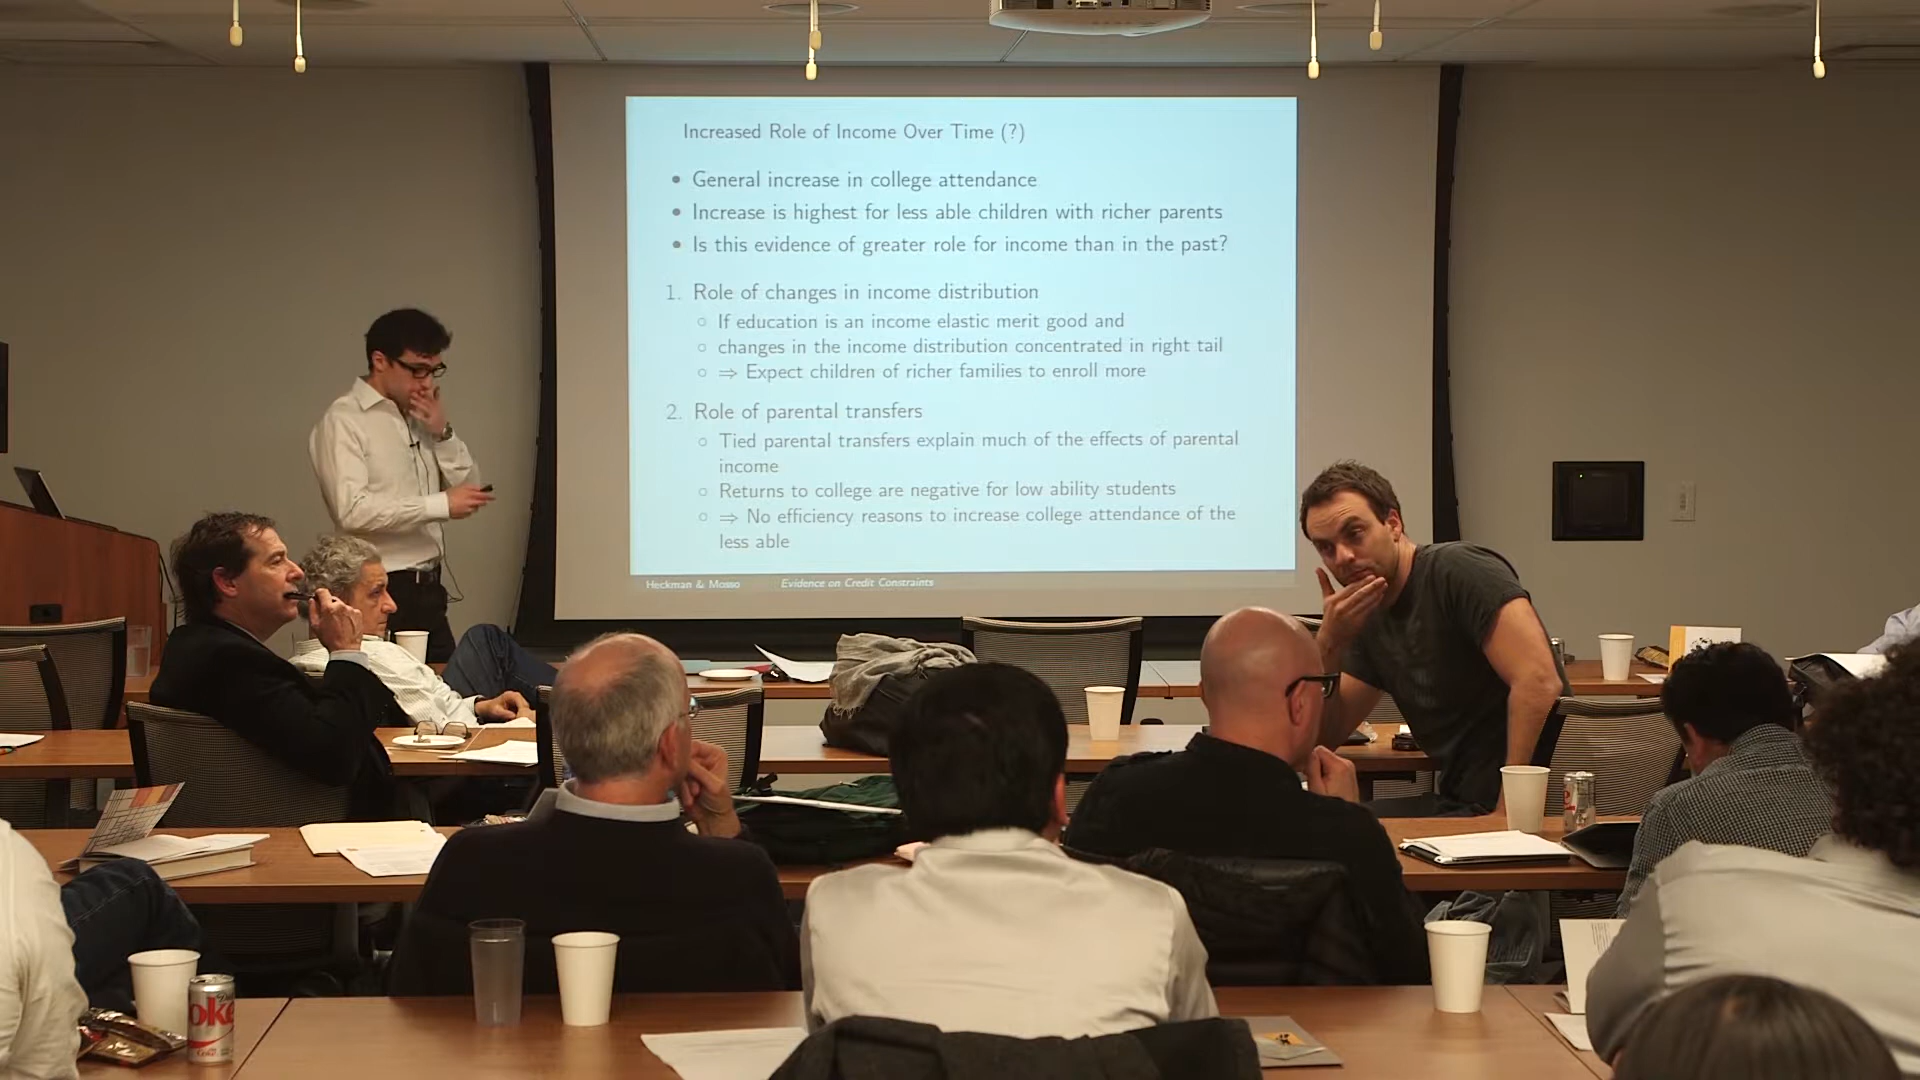 Increased Role of Income Over Time (?)
• General increase in college attendance
• Increase is highest for less able children with richer parents
• Is this evidence of greater role for income than in the past?
1. Role of changes in income distribution
○ If education is an income elastic merit good and
○ changes in the income distribution concentrated in right tail
○ ⇒ Expect children of richer families to enroll more
2. Role of parental transfers
○ Tied parental transfers explain much of the effects of parental
income
○ Returns to college are negative for low ability students
○ ⇒ No efficiency reasons to increase college attendance of the
less able
Heckman & Mosso Evidence on Credit Constraints
oke